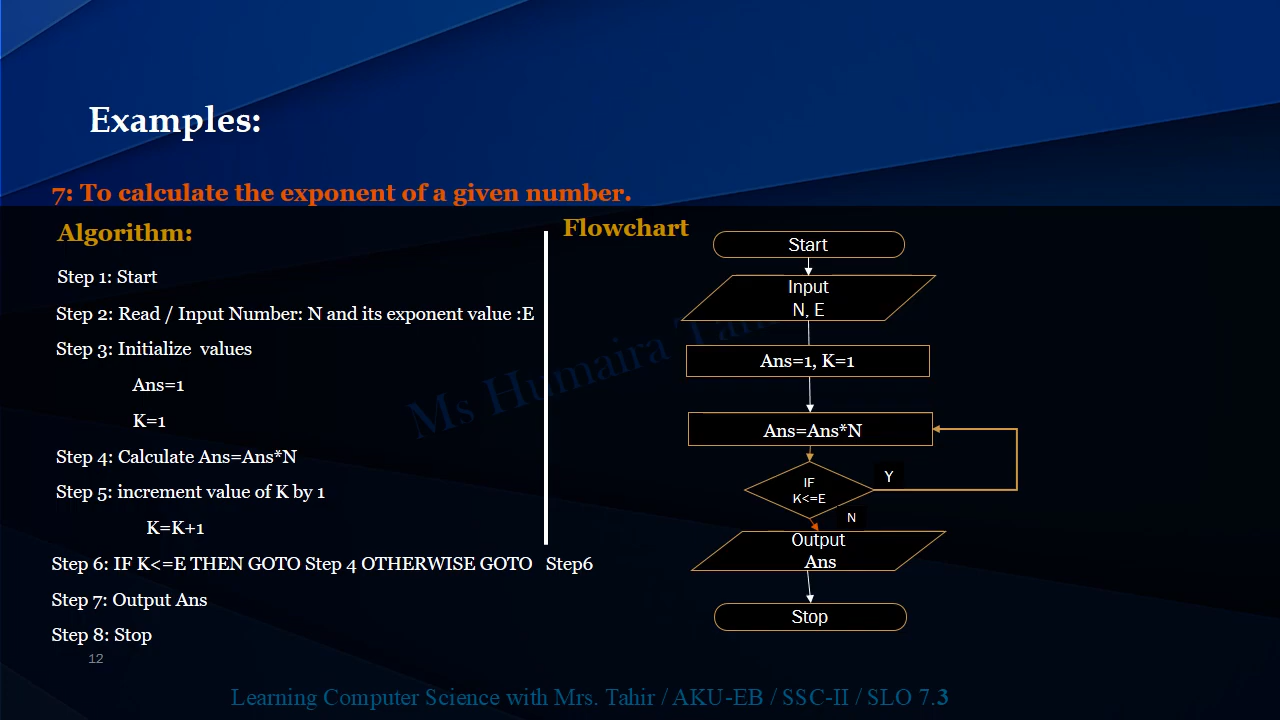 Examples:
7: To calculate the exponent of a given number.
Algorithm:
Step 1: Start
Step 2: Read / Input Number: N and its exponent value :E
Step 3: Initialize values
Ans=1
K=1
Step 4: Calculate Ans=Ans*N
Step 5: increment value of K by 1
K=K+1
Step 6: IF K<=E THEN GOTO Step 4 OTHERWISE GOTO Step6
Step 7: Output Ans
Step 8: Stop
Flowchart
Start
Input
N, E
Ans=1, K=1
Ans=Ans*N
IF
K<=E
Y
N
Output
Ans
Stop
Ms Humaira Tahi
12
Learning Computer Science with Mrs. Tahir / AKU-EB / SSC-II / SLO 7.3